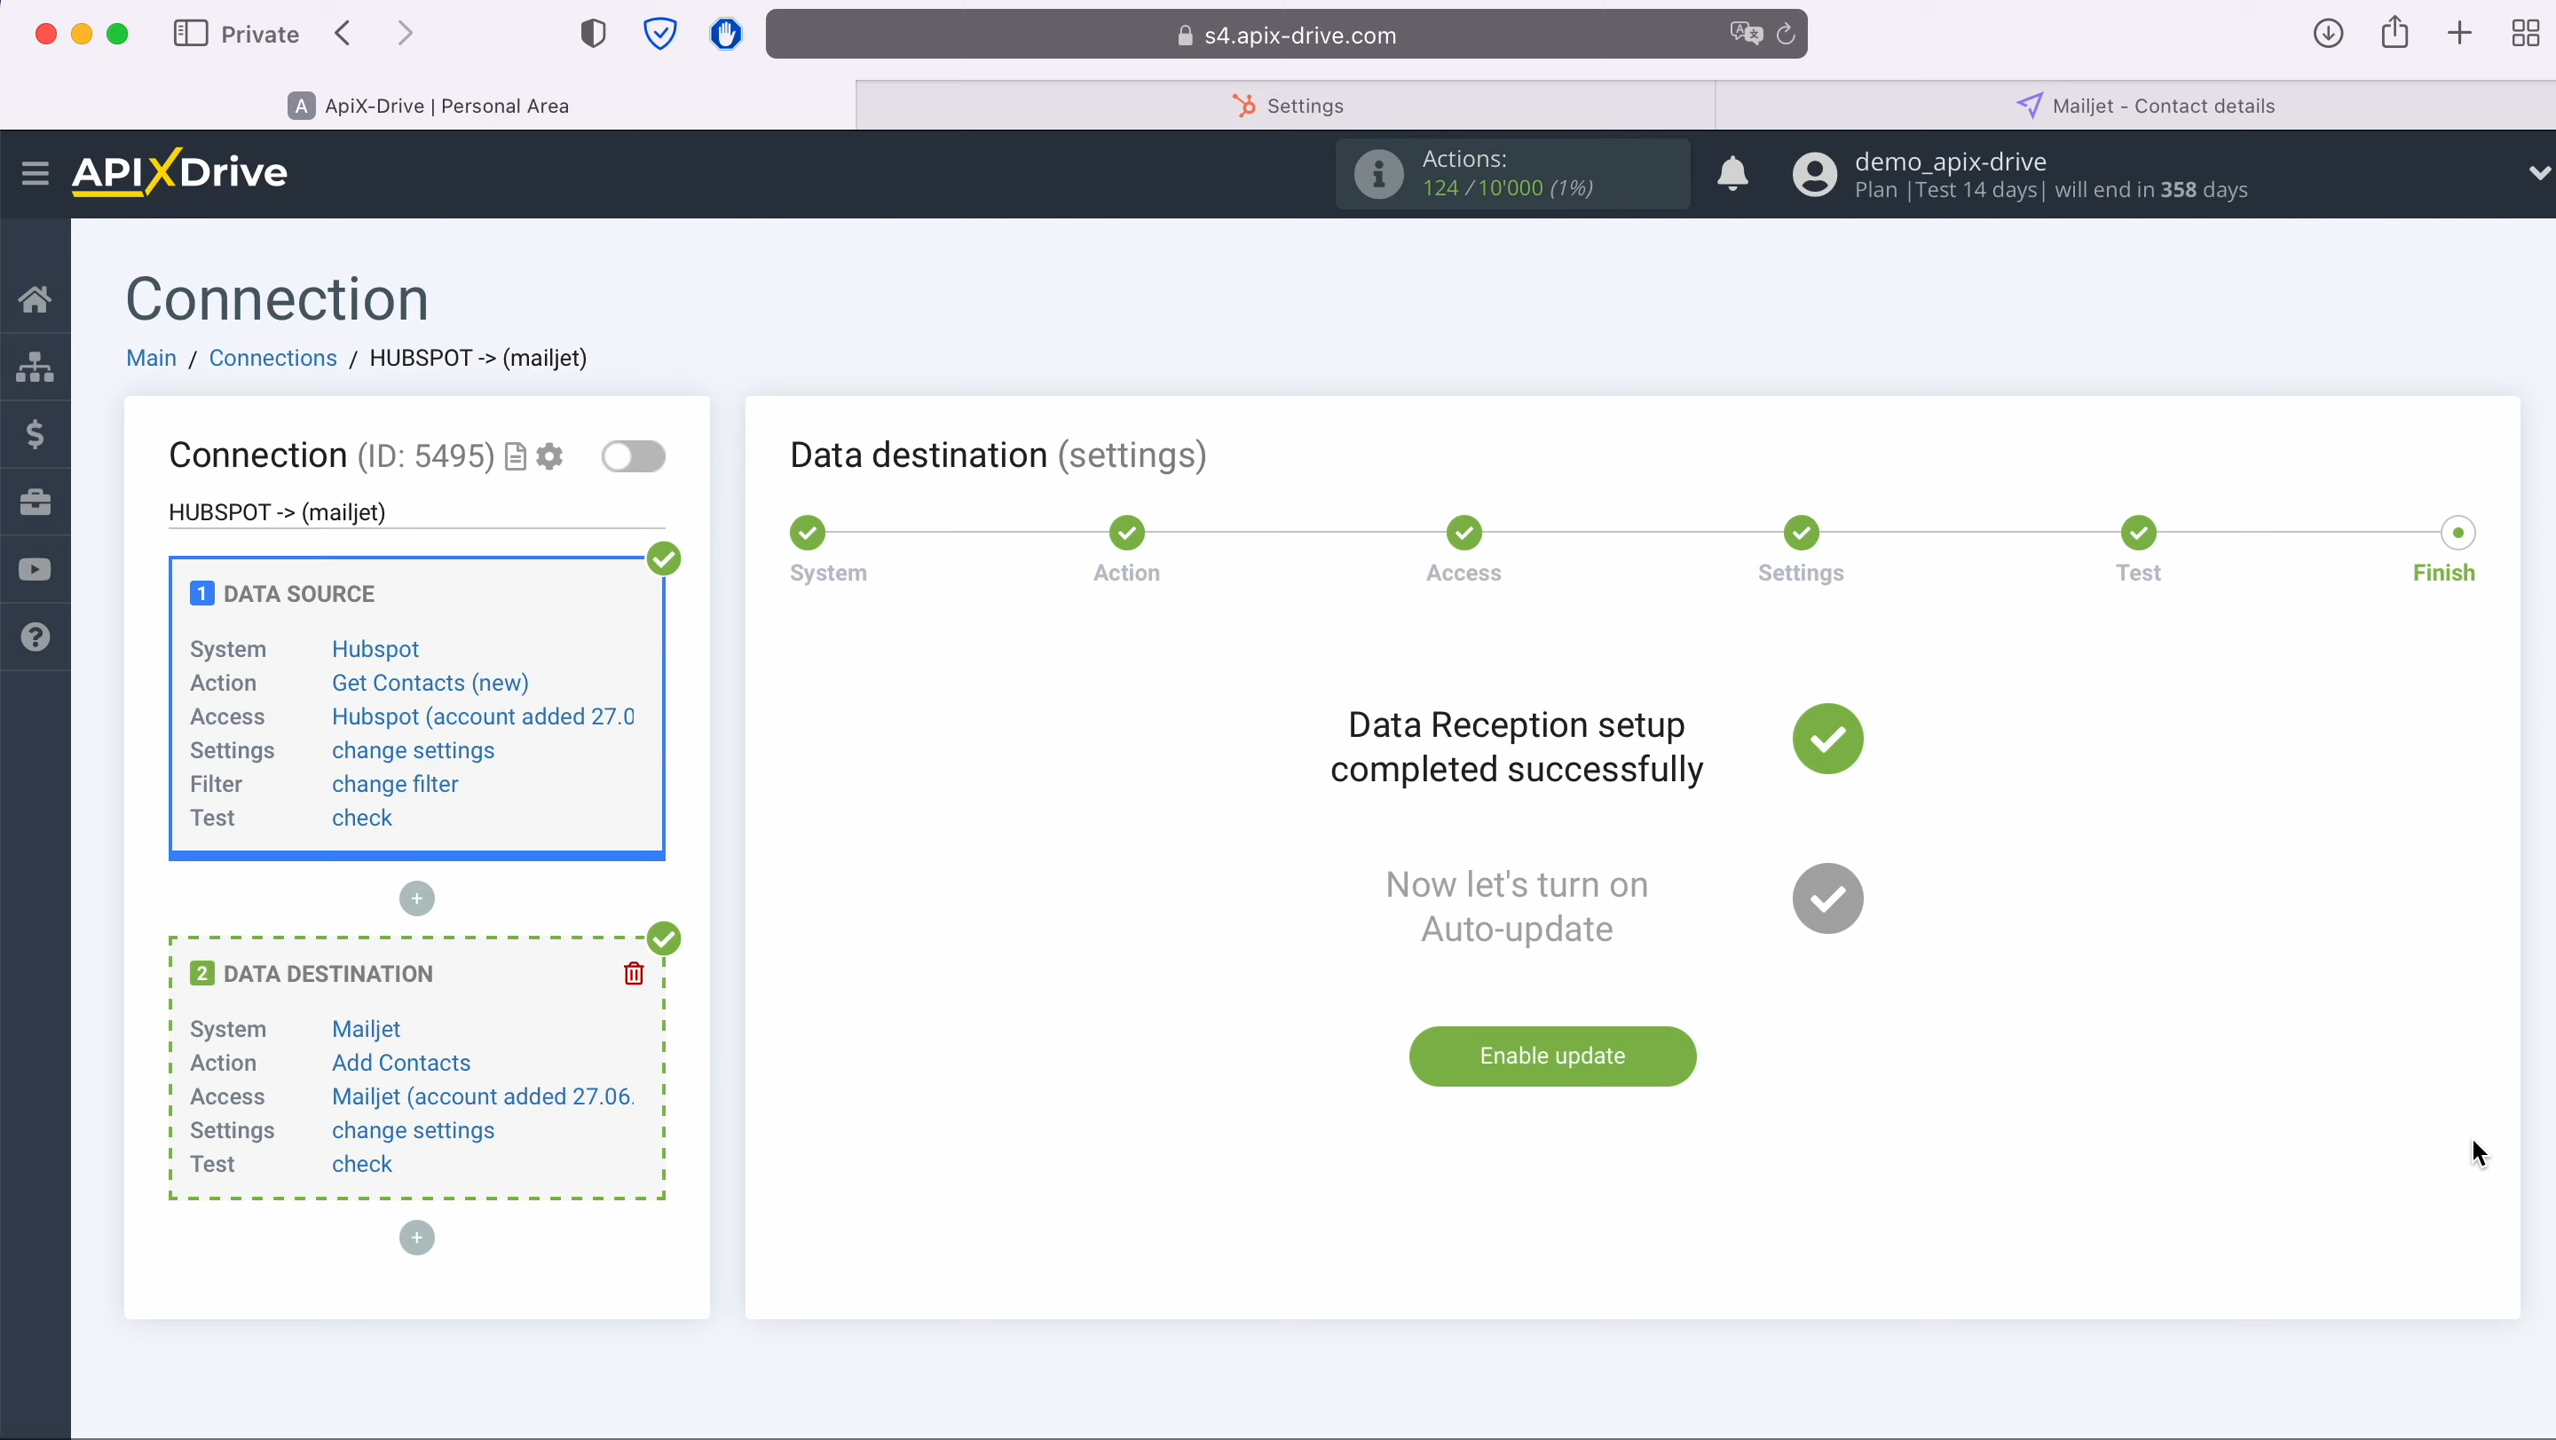 Private
s4.apix-drive.com
A ApiX-Drive | Personal Area
Settings
Mailjet - Contact details
APIXDrive
Actions:
124 / 10'000 (1%)
demo_apix-drive
Plan |Test 14 days| will end in 358 days
Connection
Main / Connections / HUBSPOT -> (mailjet)
Connection (ID: 5495)
HUBSPOT -> (mailjet)
1 DATA SOURCE
System Hubspot
Action Get Contacts (new)
Access Hubspot (account added 27.0
Settings change settings
Filter change filter
Test check
2 DATA DESTINATION
System Mailjet
Action Add Contacts
Access Mailjet (account added 27.06.
Settings change settings
Test check
Data destination (settings)
System
Action
Access
Settings
Test
Finish
Data Reception setup
completed successfully
Now let's turn on
Auto-update
Enable update